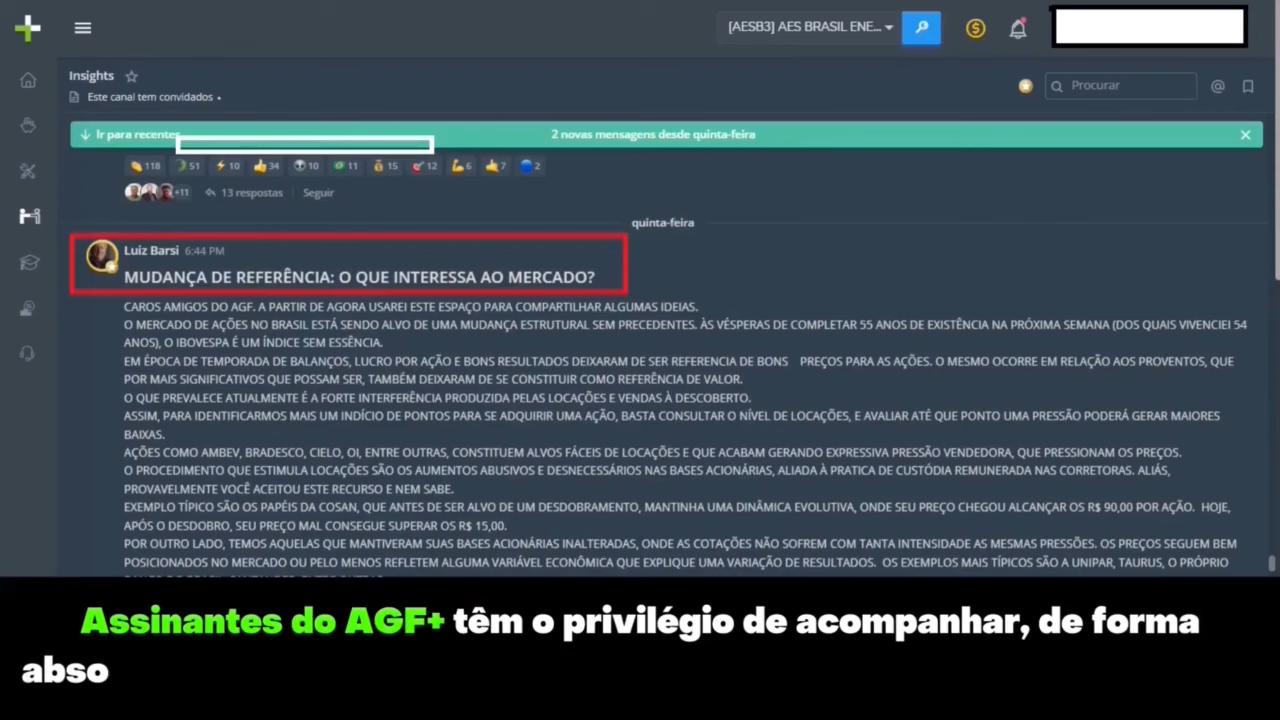 [AESB3] AES BRASIL ENE...
$
Insights
Este canal tem convidados
Procurar
@
Ir para recentes
2 novas mensagens desde quinta-feira
118 51 10 34 10 11 15 12 6 7 2
+11 13 respostas Seguir
quinta-feira
Luiz Barsi 6:44 PM
MUDANÇA DE REFERÊNCIA: O QUE INTERESSA AO MERCADO?
CAROS AMIGOS DO AGF. A PARTIR DE AGORA USAREI ESTE ESPAÇO PARA COMPARTILHAR ALGUMAS IDEIAS.
O MERCADO DE AÇÕES NO BRASIL ESTÁ SENDO ALVO DE UMA MUDANÇA ESTRUTURAL SEM PRECEDENTES. ÀS VÉSPERAS DE COMPLETAR 55 ANOS DE EXISTÊNCIA NA PRÓXIMA SEMANA (DOS QUAIS VIVENCIEI 54
ANOS), O IBOVESPA É UM ÍNDICE SEM ESSÊNCIA.
EM ÉPOCA DE TEMPORADA DE BALANÇOS, LUCRO POR AÇÃO E BONS RESULTADOS DEIXARAM DE SER REFERENCIA DE BONS PREÇOS PARA AS AÇÕES. O MESMO OCORRE EM RELAÇÃO AOS PROVENTOS, QUE
POR MAIS SIGNIFICATIVOS QUE POSSAM SER, TAMBÉM DEIXARAM DE SE CONSTITUIR COMO REFERÊNCIA DE VALOR.
O QUE PREVALECE ATUALMENTE É A FORTE INTERFERÊNCIA PRODUZIDA PELAS LOCAÇÕES E VENDAS À DESCOBERTO.
ASSIM, PARA IDENTIFICARMOS MAIS UM INDÍCIO DE PONTOS PARA SE ADQUIRIR UMA AÇÃO, BASTA CONSULTAR O NÍVEL DE LOCAÇÕES, E AVALIAR ATÉ QUE PONTO UMA PRESSÃO PODERÁ GERAR MAIORES
BAIXAS.
AÇÕES COMO AMBEV, BRADESCO, CIELO, OI, ENTRE OUTRAS, CONSTITUEM ALVOS FÁCEIS DE LOCAÇÕES E QUE ACABAM GERANDO EXPRESSIVA PRESSÃO VENDEDORA, QUE PRESSIONAM OS PREÇOS.
O PROCEDIMENTO QUE ESTIMULA LOCAÇÕES SÃO OS AUMENTOS ABUSIVOS E DESNECESSÁRIOS NAS BASES ACIONÁRIAS, ALIADA À PRATICA DE CUSTÓDIA REMUNERADA NAS CORRETORAS. ALIÁS,
PROVAVELMENTE VOCÊ ACEITOU ESTE RECURSO E NEM SABE.
EXEMPLO TÍPICO SÃO OS PAPÉIS DA COSAN, QUE ANTES DE SER ALVO DE UM DESDOBRAMENTO, MANTINHA UMA DINÂMICA EVOLUTIVA, ONDE SEU PREÇO CHEGOU ALCANÇAR OS R$ 90,00 POR AÇÃO. HOJE,
APÓS O DESDOBRO, SEU PREÇO MAL CONSEGUE SUPERAR OS R$ 15,00.
POR OUTRO LADO, TEMOS AQUELAS QUE MANTIVERAM SUAS BASES ACIONÁRIAS INALTERADAS, ONDE AS COTAÇÕES NÃO SOFREM COM TANTA INTENSIDADE AS MESMAS PRESSÕES. OS PREÇOS SEGUEM BEM
POSICIONADOS NO MERCADO OU PELO MENOS REFLETEM ALGUMA VARIÁVEL ECONÔMICA QUE EXPLIQUE UMA VARIAÇÃO DE RESULTADOS. OS EXEMPLOS MAIS TÍPICOS SÃO A UNIPAR, TAURUS, O PRÓPRIO
Assinantes do AGF+ têm o privilégio de acompanhar, de forma
abso